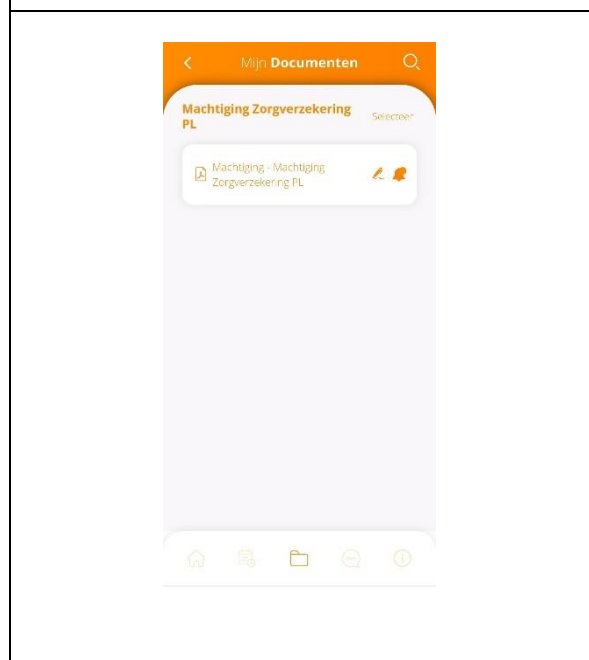 Mijn Documenten
Machtiging Zorgverzekering
PL
Selecteer
Machtiging - Machtiging
Zorgverzekering PL